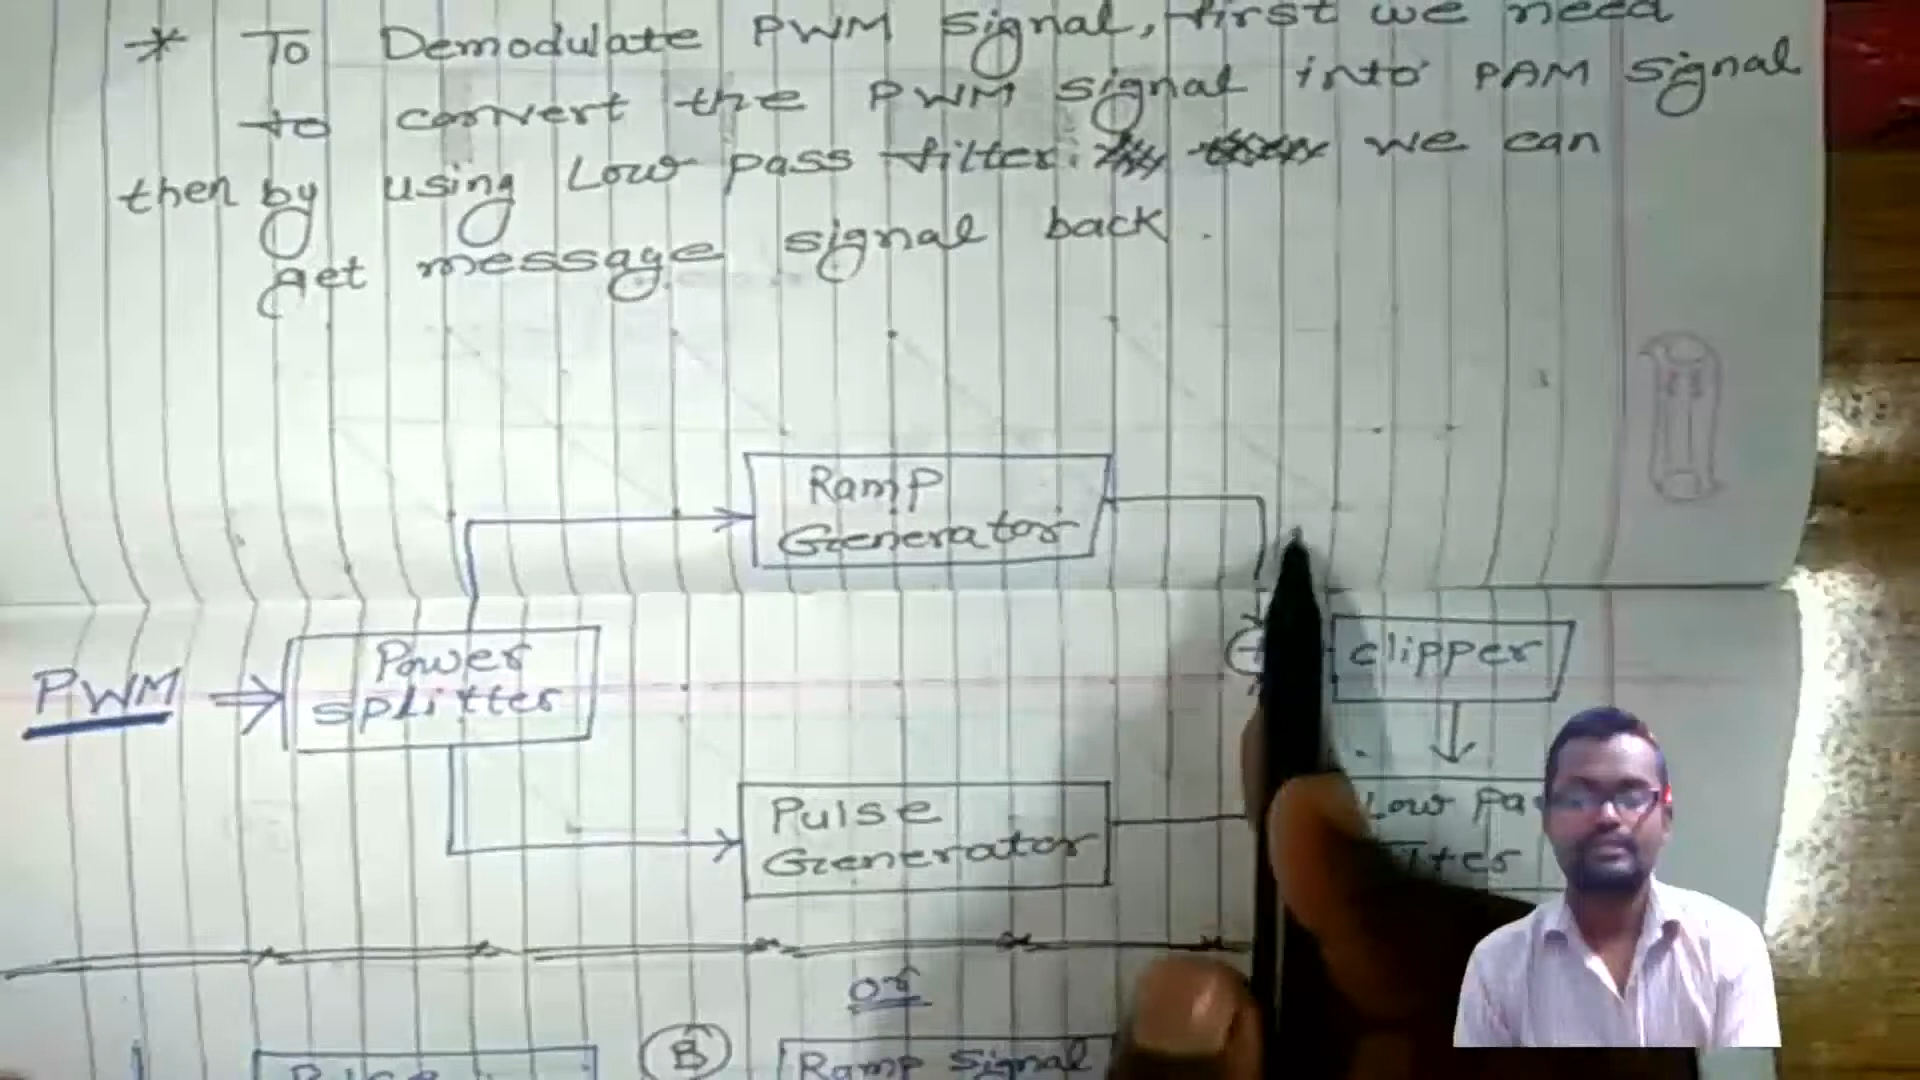 * To Demodulate PWM signal, first we need
to convert the PWM signal into PAM signal
then by using Low pass filter. we can
get message signal back.
Ramp
Generator
PWM
Power
splitter
+
clipper
Pulse
Generator
Low Pa
or
B
Ramp Signal